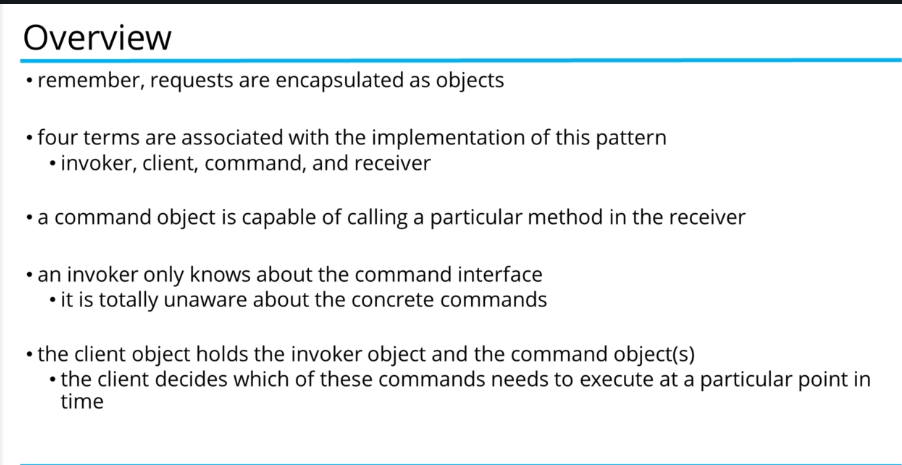 Overview
• remember, requests are encapsulated as objects
• four terms are associated with the implementation of this pattern
• invoker, client, command, and receiver
• a command object is capable of calling a particular method in the receiver
• an invoker only knows about the command interface
• it is totally unaware about the concrete commands
• the client object holds the invoker object and the command object(s)
• the client decides which of these commands needs to execute at a particular point in
time